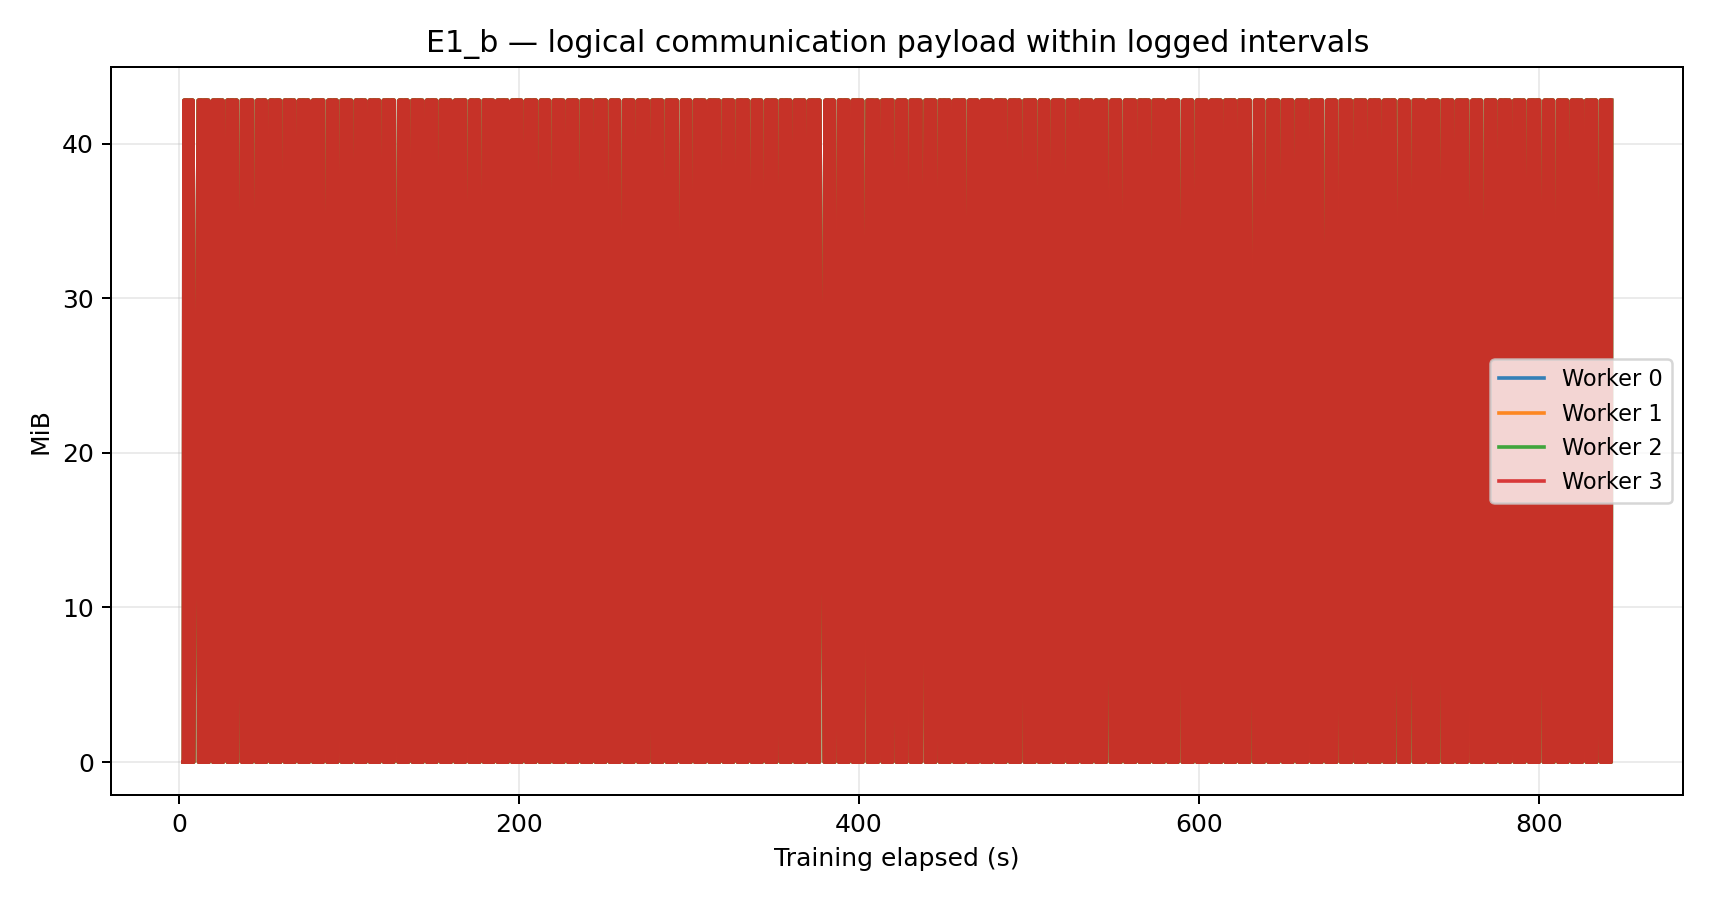 E1_b — logical communication payload within logged intervals
MiB
40
30
20
10
0
Worker 0
Worker 1
Worker 2
Worker 3
0 200 400 600 800
Training elapsed (s)